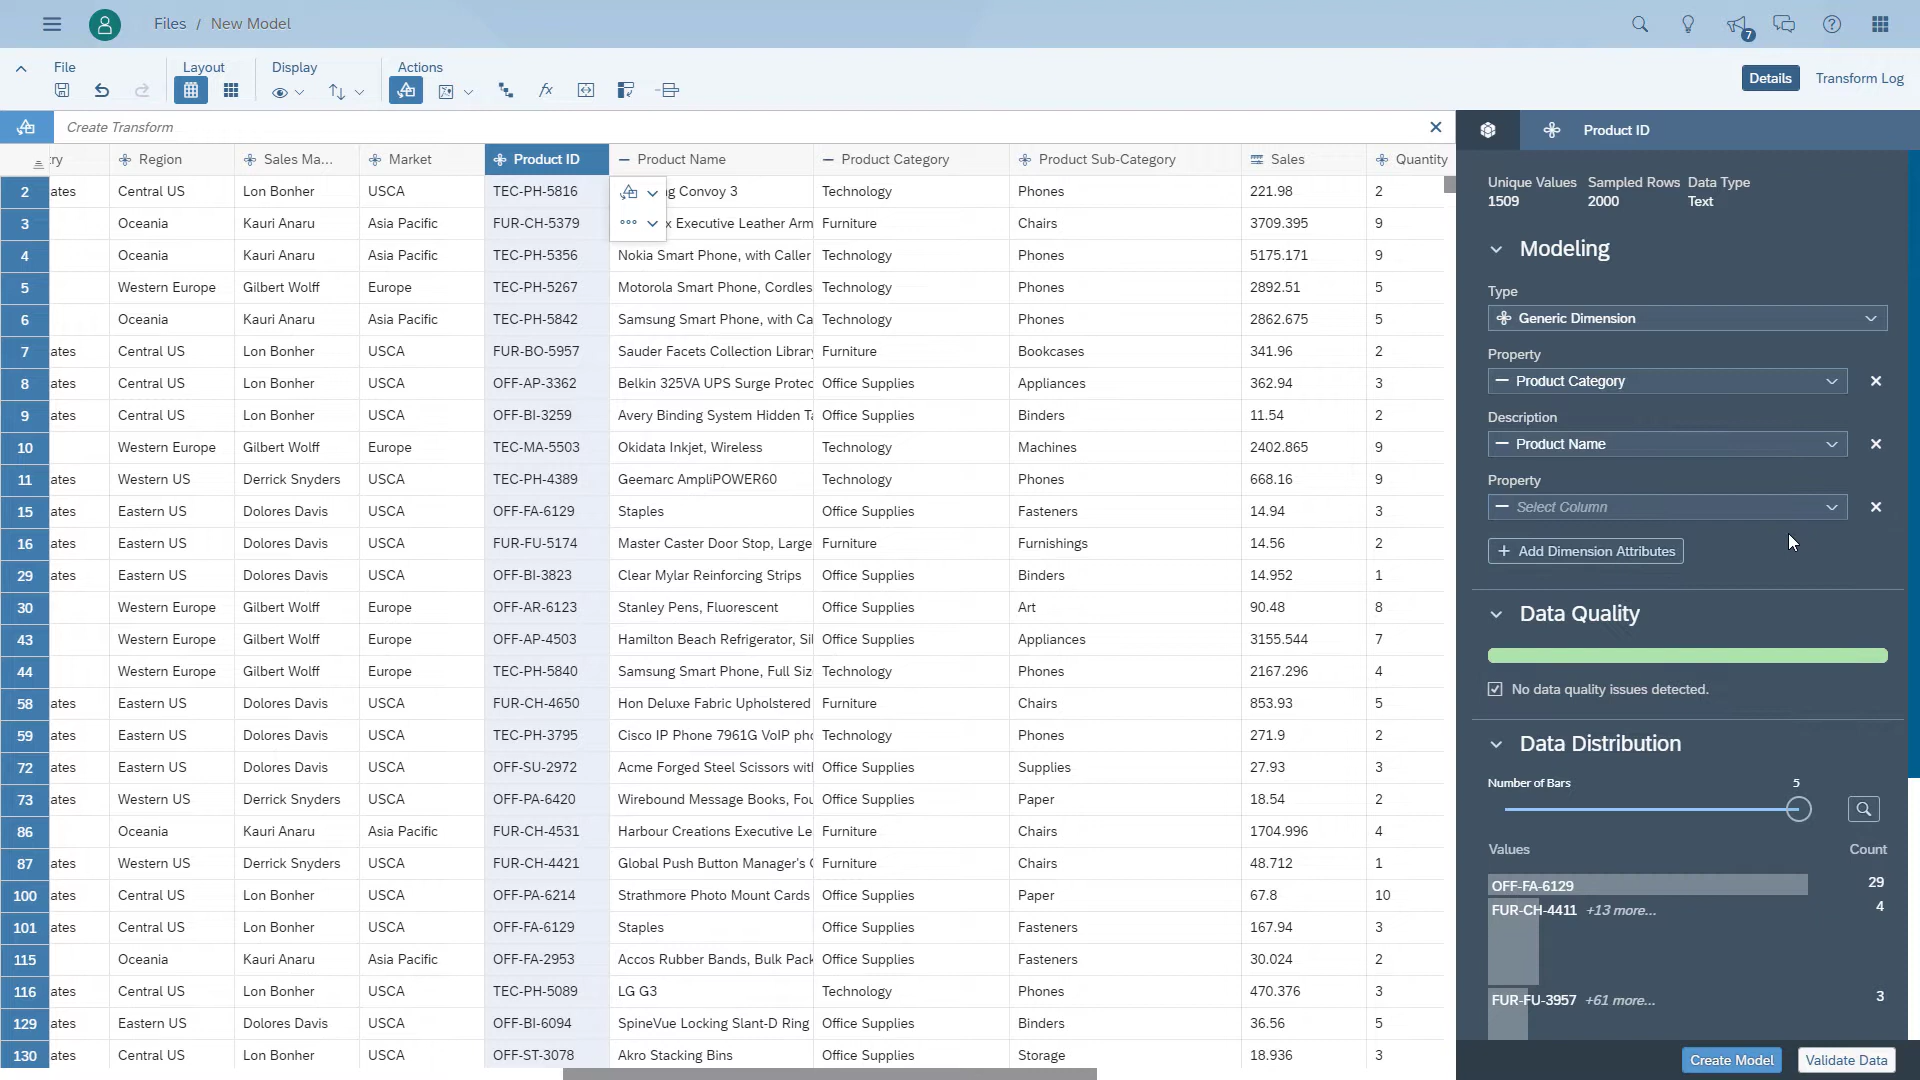 Files / New Model
7
File
Layout
Display
Actions
Details
Transform Log
Create Transform
Product ID
ry Region Sales Ma... Market Product ID Product Name Product Category Product Sub-Category Sales Quantity
2 ates Central US Lon Bonher USCA TEC-PH-5816 g Convoy 3 Technology Phones 221.98 2
3 Oceania Kauri Anaru Asia Pacific FUR-CH-5379 x Executive Leather Arm Furniture Chairs 3709.395 9
4 Oceania Kauri Anaru Asia Pacific TEC-PH-5356 Nokia Smart Phone, with Caller Technology Phones 5175.171 9
5 Western Europe Gilbert Wolff Europe TEC-PH-5267 Motorola Smart Phone, Cordless Technology Phones 2892.51 5
6 Oceania Kauri Anaru Asia Pacific TEC-PH-5842 Samsung Smart Phone, with Ca Technology Phones 2862.675 5
7 ates Central US Lon Bonher USCA FUR-BO-5957 Sauder Facets Collection Library Furniture Bookcases 341.96 2
8 ates Central US Lon Bonher USCA OFF-AP-3362 Belkin 325VA UPS Surge Protec Office Supplies Appliances 362.94 3
9 ates Central US Lon Bonher USCA OFF-BI-3259 Avery Binding System Hidden Ta Office Supplies Binders 11.54 2
10 Western Europe Gilbert Wolff Europe TEC-MA-5503 Okidata Inkjet, Wireless Technology Machines 2402.865 9
11 ates Western US Derrick Snyders USCA TEC-PH-4389 Geemarc AmpliPOWER60 Technology Phones 668.16 9
15 ates Eastern US Dolores Davis USCA OFF-FA-6129 Staples Office Supplies Fasteners 14.94 3
16 ates Eastern US Dolores Davis USCA FUR-FU-5174 Master Caster Door Stop, Large Furniture Furnishings 14.56 2
29 ates Eastern US Dolores Davis USCA OFF-BI-3823 Clear Mylar Reinforcing Strips Office Supplies Binders 14.952 1
30 Western Europe Gilbert Wolff Europe OFF-AR-6123 Stanley Pens, Fluorescent Office Supplies Art 90.48 8
43 Western Europe Gilbert Wolff Europe OFF-AP-4503 Hamilton Beach Refrigerator, Sil Office Supplies Appliances 3155.544 7
44 Western Europe Gilbert Wolff Europe TEC-PH-5840 Samsung Smart Phone, Full Siz Technology Phones 2167.296 4
58 ates Eastern US Dolores Davis USCA FUR-CH-4650 Hon Deluxe Fabric Upholstered Furniture Chairs 853.93 5
59 ates Eastern US Dolores Davis USCA TEC-PH-3795 Cisco IP Phone 7961G VoIP pho Technology Phones 271.9 2
72 ates Eastern US Dolores Davis USCA OFF-SU-2972 Acme Forged Steel Scissors with Office Supplies Supplies 27.93 3
73 ates Western US Derrick Snyders USCA OFF-PA-6420 Wirebound Message Books, Fou Office Supplies Paper 18.54 2
86 Oceania Kauri Anaru Asia Pacific FUR-CH-4531 Harbour Creations Executive Le Furniture Chairs 1704.996 4
87 ates Western US Derrick Snyders USCA FUR-CH-4421 Global Push Button Manager's C Furniture Chairs 48.712 1
100 ates Central US Lon Bonher USCA OFF-PA-6214 Strathmore Photo Mount Cards Office Supplies Paper 67.8 10
101 ates Central US Lon Bonher USCA OFF-FA-6129 Staples Office Supplies Fasteners 167.94 3
115 Oceania Kauri Anaru Asia Pacific OFF-FA-2953 Accos Rubber Bands, Bulk Pack Office Supplies Fasteners 30.024 2
116 ates Central US Lon Bonher USCA TEC-PH-5089 LG G3 Technology Phones 470.376 3
129 ates Eastern US Dolores Davis USCA OFF-BI-6094 SpineVue Locking Slant-D Ring Office Supplies Binders 36.56 5
130 ates Central US Lon Bonher USCA OFF-ST-3078 Akro Stacking Bins Office Supplies Storage 18.936 3
Unique Values Sampled Rows Data Type
1509 2000 Text
Modeling
Type
Generic Dimension
Property
Product Category
Description
Product Name
Property
Select Column
+ Add Dimension Attributes
Data Quality
No data quality issues detected.
Data Distribution
Number of Bars 5
Values Count
OFF-FA-6129 29
FUR-CH-4411 +13 more... 4
FUR-FU-3957 +61 more... 3
Create Model
Validate Data